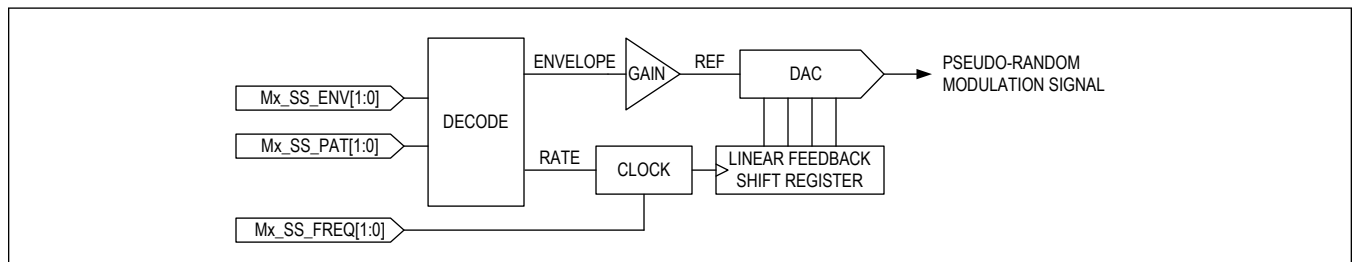 ENVELOPE
GAIN
REF
DAC
PSEUDO-RANDOM
MODULATION SIGNAL
Mx_SS_ENV[1:0]
DECODE
Mx_SS_PAT[1:0]
RATE
CLOCK
LINEAR FEEDBACK
SHIFT REGISTER
Mx_SS_FREQ[1:0]